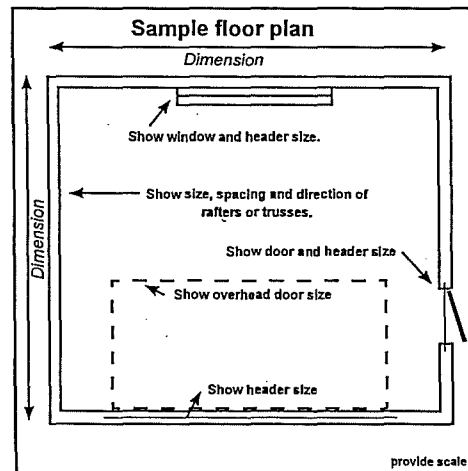 Sample floor plan
Dimension
Show window and header size.
Dimension
Show size, spacing and direction of
rafters or trusses.
Show door and header size
Show overhead door size
Show header size
provide scale